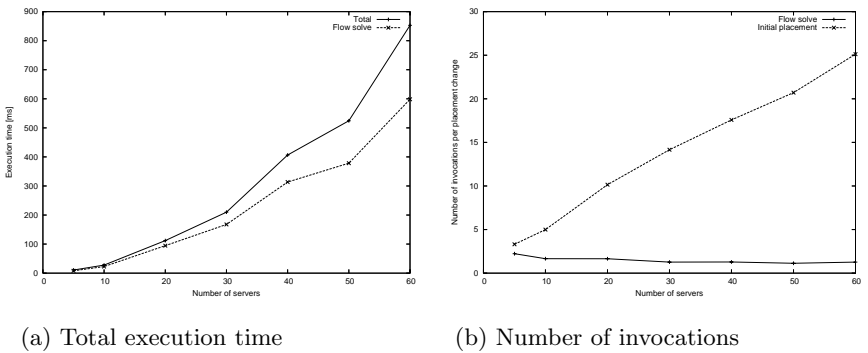 900
800
700
600
500
400
300
200
100
0
Execution time [ms]
Total
Flow solve
0 10 20 30 40 50 60
Number of servers
(a) Total execution time
30
25
20
15
10
5
0
Number of invocations per placement change
Flow solve
Initial placement
0 10 20 30 40 50 60
Number of servers
(b) Number of invocations